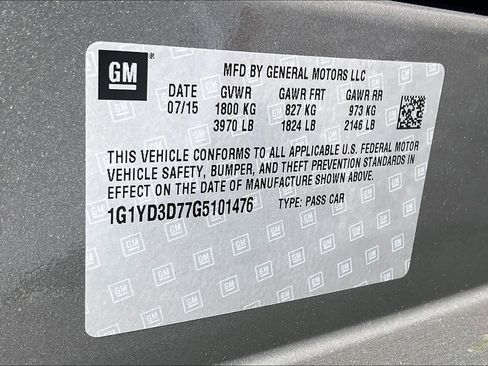 GM
MFD BY GENERAL MOTORS LLC
DATE GVWR GAWR FRT GAWR RR
07/15 1800 KG 827 KG 973 KG
3970 LB 1824 LB 2146 LB
THIS VEHICLE CONFORMS TO ALL APPLICABLE U.S. FEDERAL MOTOR
VEHICLE SAFETY, BUMPER, AND THEFT PREVENTION STANDARDS IN
EFFECT ON THE DATE OF MANUFACTURE SHOWN ABOVE.
1G1YD3D77G5101476 TYPE: PASS CAR